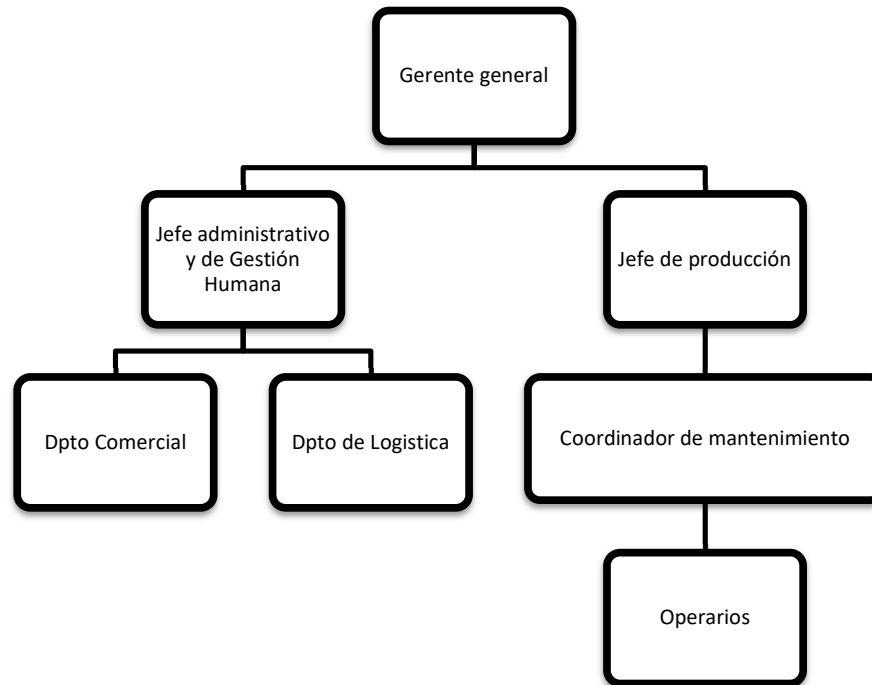 Gerente general
Jefe administrativo
y de Gestión
Humana
Jefe de producción
Dpto Comercial
Dpto de Logistica
Coordinador de mantenimiento
Operarios